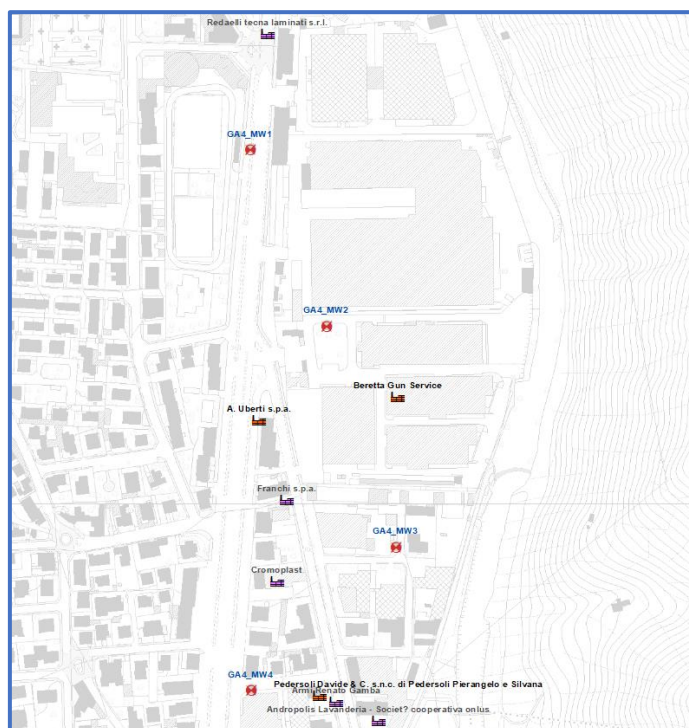 Redaelli tecna laminati s.r.l.
GA4_MW1
GA4_MW2
Beretta Gun Service
A. Uberti s.p.a.
Franchi s.p.a.
GA4_MW3
Cromoplast
GA4_MW4
Pedersoli Davide & C. s.n.c. di Pedersoli Pierangelo e Silvana
Armi Renato Gamba
Andropolis Lavanderia - Societ? cooperativa onlus